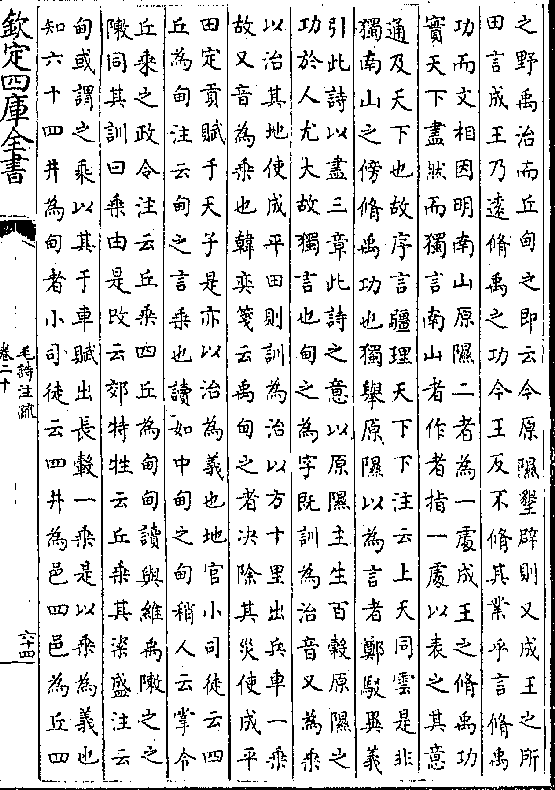 之野禹治而丘甸之即云今原隰墾辟則又成王之所
田言成王乃遠脩禹之功今王反不脩其業乎言脩禹
功而文相因明南山原隰二者為一處成王之脩禹功
實天下盡然而獨言南山者作者指一處以表之其意
通及天下也故序言疆理天下下注云上天同雲是非
獨南山之傍脩禹功也獨舉原隰以為言者鄭駁異義
引此詩以盡三章此詩之意以原隰主生百穀原隰之
功於人尤大故獨言也甸之為字既訓為治音又為乘
以治其地使成平田則訓為治以方十里出兵車一乘
故又音為乘也韓奕箋云禹甸之者决除其災使成平
田定貢賦于天子是亦以治為義也地官小司徒云四
丘為甸注云甸之言乘也讀如中甸之甸稍人云掌令
丘乘之政令注云丘乘四丘為甸甸讀與維禹敶之之
敶同其訓曰乘由是改云郊特牲云丘乘其粢盛注云
甸或謂之乘以其于車賦出長轂一乘是以乘為義也
知六十四井為甸者小司徒云四井為邑四邑為丘四
欽定四庫全書
毛詩注疏
卷二十
六十四